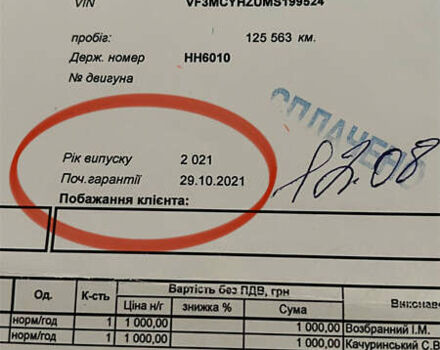 VIN VF3MCYHZUMS199524
пробіг: 125 563 км.
Держ. номер НН6010
№ двигуна
СПЛАЧЕНО
Рік випуску 2 021
Поч.гарантії 29.10.2021
Побажання клієнта:
Од. К-сть Вартість без ПДВ, грн
Ціна н/г знижка % Сума Виконав
норм/год 1 1 000,00 1 000,00 Возбранний І.М.
норм/год 1 1 000,00 1 000,00 Качуринський С.В